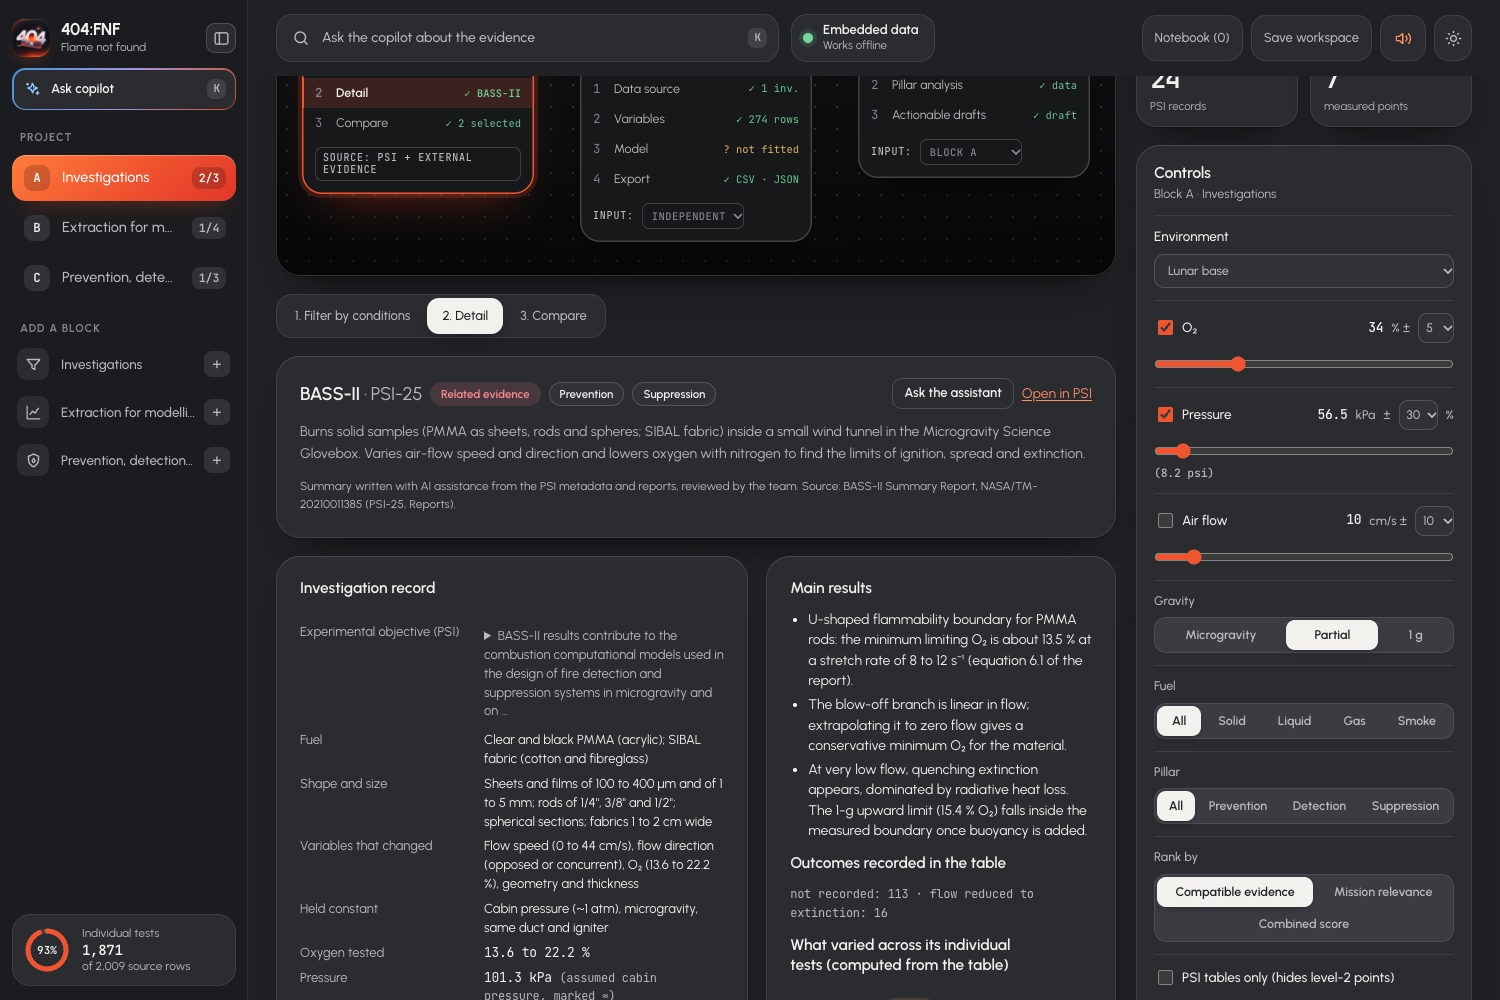 404
404:FNF
Flame not found
Ask copilot K
PROJECT
A Investigations 2/3
B Extraction for m... 1/4
C Prevention, dete... 1/3
ADD A BLOCK
Investigations +
Extraction for modelli... +
Prevention, detection... +
93%
Individual tests
1,871
of 2,009 source rows
Ask the copilot about the evidence K
Embedded data
Works offline
Notebook (0)
Save workspace
2 Detail ✓ BASS-II
3 Compare ✓ 2 selected
SOURCE: PSI + EXTERNAL
EVIDENCE
1 Data source ✓ 1 inv.
2 Variables ✓ 274 rows
3 Model ? not fitted
4 Export ✓ CSV · JSON
INPUT: INDEPENDENT
2 Pillar analysis ✓ data
3 Actionable drafts ✓ draft
INPUT: BLOCK A
1. Filter by conditions
2. Detail
3. Compare
BASS-II · PSI-25 Related evidence Prevention Suppression Ask the assistant Open in PSI
Burns solid samples (PMMA as sheets, rods and spheres; SIBAL fabric) inside a small wind tunnel in the Microgravity Science
Glovebox. Varies air-flow speed and direction and lowers oxygen with nitrogen to find the limits of ignition, spread and extinction.
Summary written with AI assistance from the PSI metadata and reports, reviewed by the team. Source: BASS-II Summary Report, NASA/TM-
20210011385 (PSI-25, Reports).
Investigation record
Experimental objective (PSI)
▶ BASS-II results contribute to the
combustion computational models used in
the design of fire detection and
suppression systems in microgravity and
on ...
Fuel
Clear and black PMMA (acrylic); SIBAL
fabric (cotton and fibreglass)
Shape and size
Sheets and films of 100 to 400 µm and of 1
to 5 mm; rods of 1/4", 3/8" and 1/2";
spherical sections; fabrics 1 to 2 cm wide
Variables that changed
Flow speed (0 to 44 cm/s), flow direction
(opposed or concurrent), O₂ (13.6 to 22.2
%), geometry and thickness
Held constant
Cabin pressure (~1 atm), microgravity,
same duct and igniter
Oxygen tested
13.6 to 22.2 %
Pressure
101.3 kPa (assumed cabin
pressure, marked ≈)
Main results
• U-shaped flammability boundary for PMMA
rods: the minimum limiting O₂ is about 13.5 % at
a stretch rate of 8 to 12 s⁻¹ (equation 6.1 of the
report).
• The blow-off branch is linear in flow;
extrapolating it to zero flow gives a
conservative minimum O₂ for the material.
• At very low flow, quenching extinction
appears, dominated by radiative heat loss.
The 1-g upward limit (15.4 % O₂) falls inside the
measured boundary once buoyancy is added.
Outcomes recorded in the table
not recorded: 113 · flow reduced to
extinction: 16
What varied across its individual
tests (computed from the table)
24
PSI records
7
measured points
Controls
Block A · Investigations
Environment
Lunar base
O₂ 34 % ± 5
Pressure 56.5 kPa ± 30 %
(8.2 psi)
Air flow 10 cm/s ± 10
Gravity
Microgravity Partial 1 g
Fuel
All Solid Liquid Gas Smoke
Pillar
All Prevention Detection Suppression
Rank by
Compatible evidence Mission relevance
Combined score
PSI tables only (hides level-2 points)